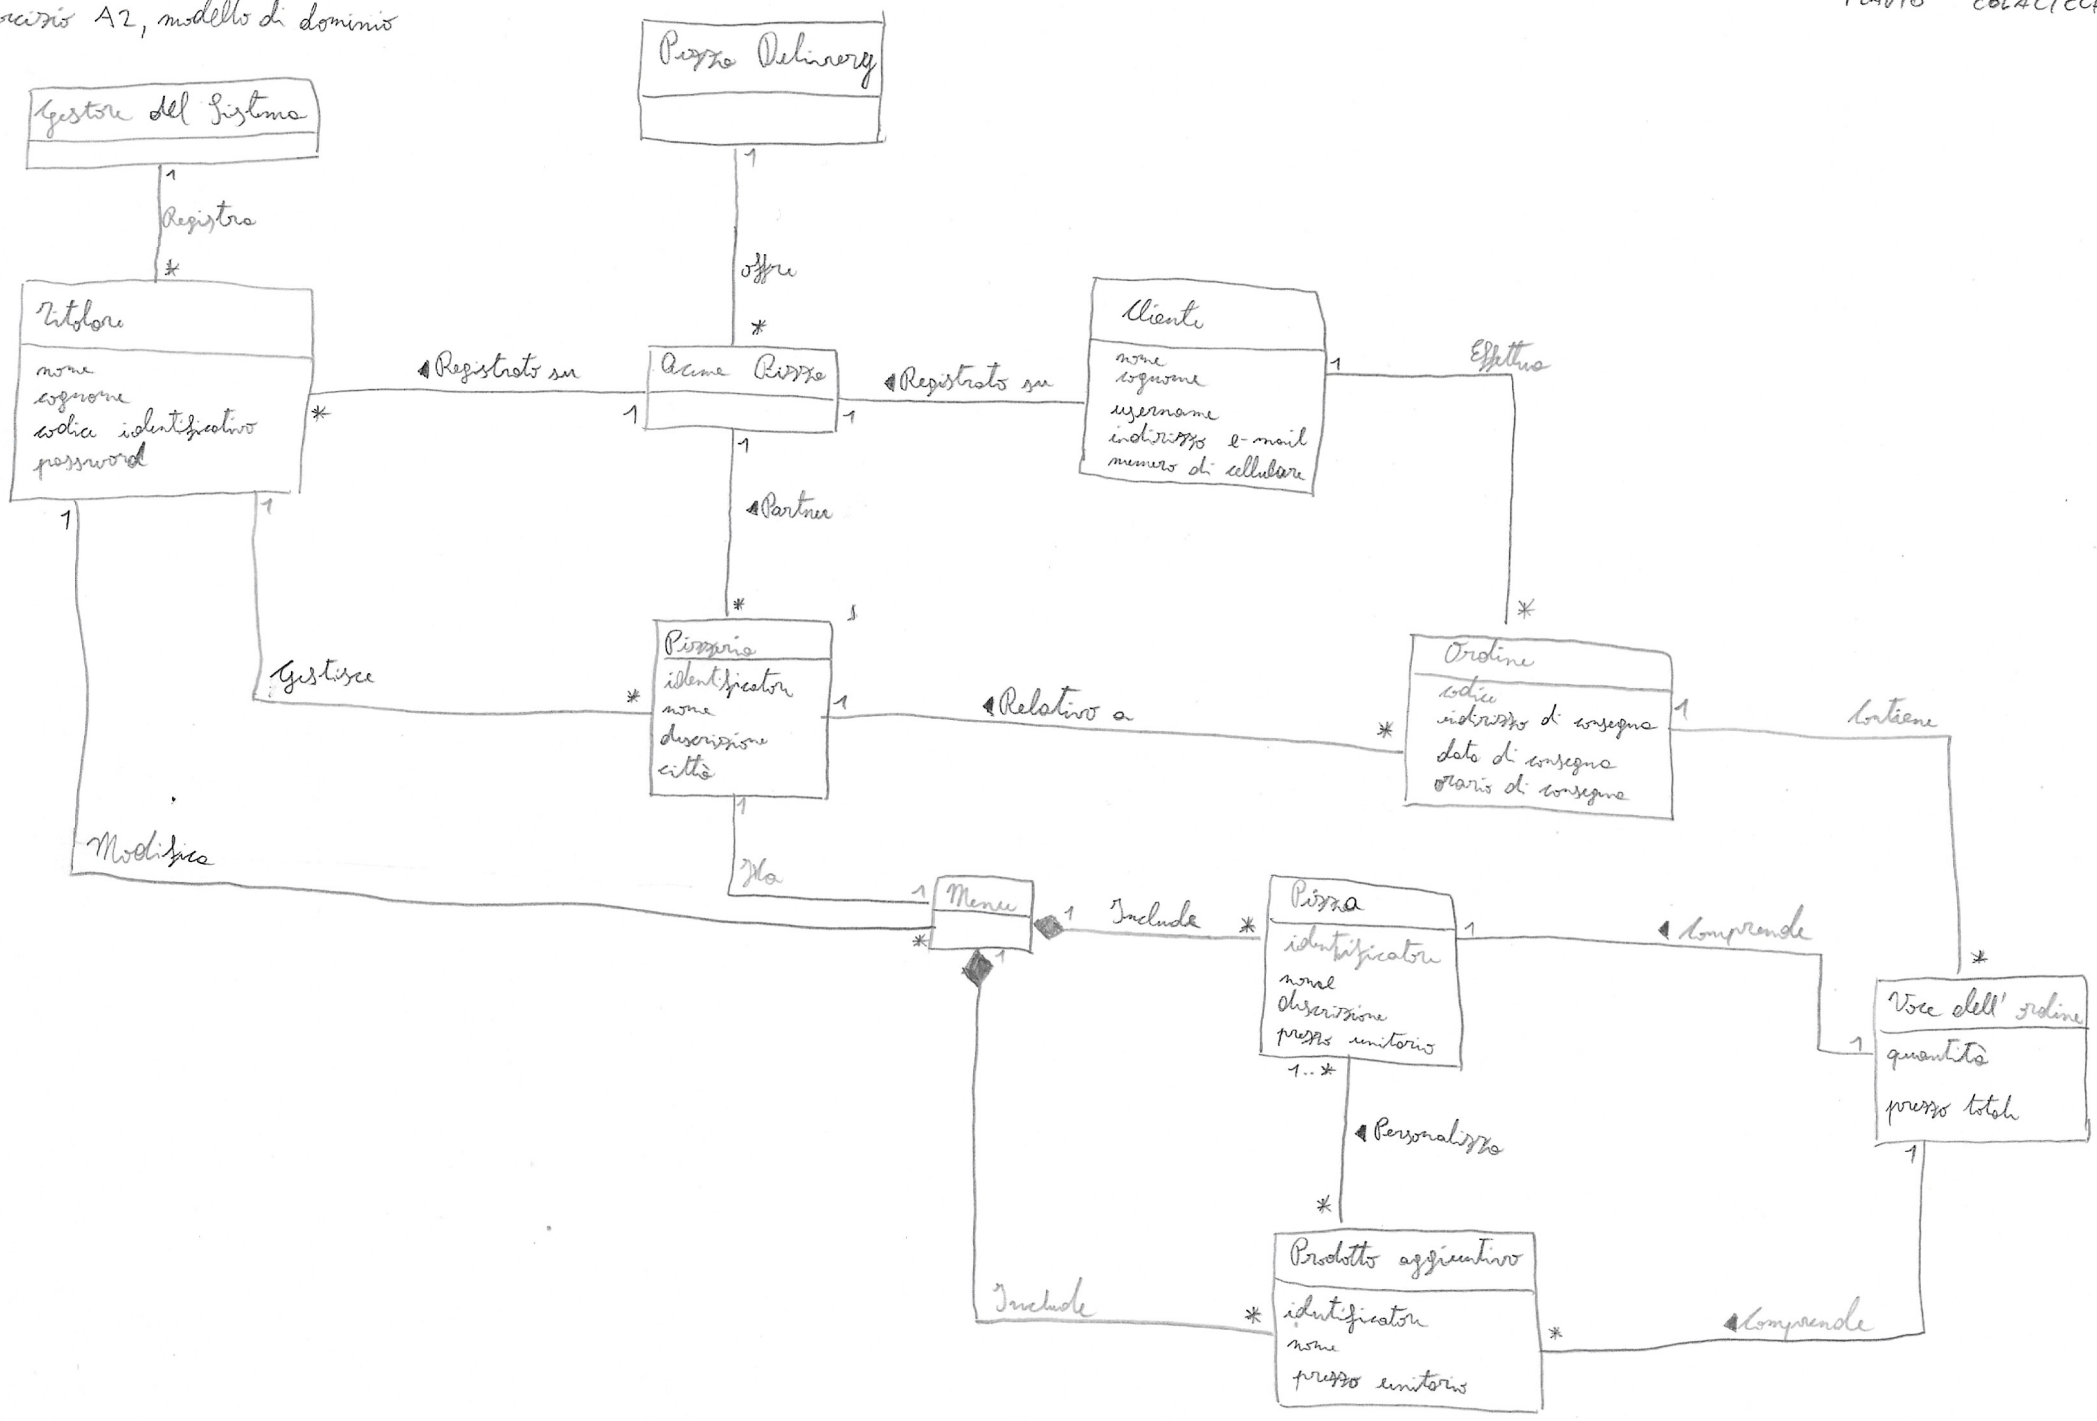 A2, modello di dominio
Pizza Delivery
Gestore del Sistema
1
1
Registra
*
offre
*
Titolare
nome
cognome
codice identificativo
password
◀ Registrato su
*
1
Acme Pizza
◀ Registrato su
1
Cliente
nome
cognome
username
indirizzo e-mail
numero di cellulare
1
Effettua
*
1
◀ Partner
*
1
1
Gestisce
*
Pizzeria
identificatore
nome
descrizione
città
1
◀ Relativo a
*
Ordine
codice
indirizzo di consegna
data di consegna
orario di consegna
1
Contiene
*
1
Ha
1
Modifica
*
Menu
1
Include
*
1
Pizza
identificatore
nome
descrizione
prezzo unitario
1
◀ Comprende
1
Voce dell'ordine
quantità
prezzo totale
1
1..*
◀ Personalizza
*
Include
*
Prodotto aggiuntivo
identificatore
nome
prezzo unitario
*
◀ Comprende